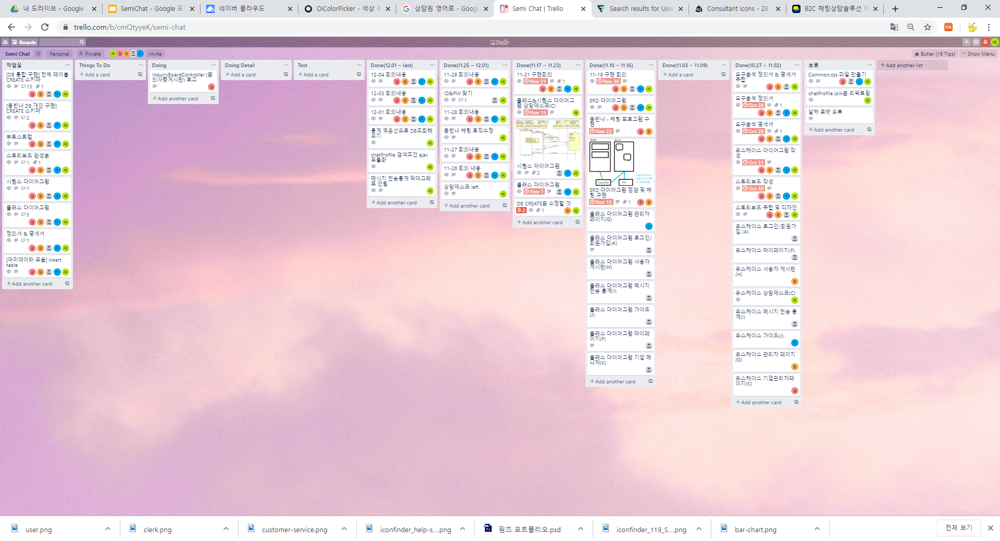 내 드라이브 - Google
SemiChat - Google 프
네이버 클라우드
OiColorPicker - 색상 추
상담원 영어로 - Googl
Semi Chat | Trello
Search results for User
Consultant icons - 28
B2C 채팅상담솔루션 해
trello.com/b/cmQtyyeK/semi-chat
Boards
Trello
Semi Chat
Personal
Private
Invite
Butler (16 Tips)
Show Menu
작업실
[DB 통합 구현] 전체 테이블
CREATE 스키마
15 1
[동빈나 DB 개인 구현]
CREATE 스키마
2
부트스트랩
스토리보드 완성본
1 1
시퀀스 다이어그램
1
클래스 다이어그램
5
정의서 & 명세서
1
[더미데이터 모음] insert
table
+ Add another card
Things To Do
+ Add a card
Doing
InquiryBoardController (문
의사항게시판) 로그
+ Add another card
Doing Detail
+ Add a card
Test
+ Add a card
Done(12.01 ~ last)
12-04 회의내용
12-03 회의내용
12-01 회의내용
통계 꺾은선으로 DB조회해
오기
chatProfile 검색조건 ajax
모듈화
메시지 전송통계 막대그래
프 안됨
+ Add another card
Done(11.25 ~ 12.01)
11-29 회의내용
ID&PW 찾기
1
11-28 회의내용
동빈나 채팅 로직수정
11-27 회의내용
11-26 회의 내용
상담데스크 left
+ Add another card
Done(11.17 ~ 11.23)
11-21 구현회의
Nov 21 1
클래스&시퀀스 다이어그
램 상담데스크(C)
Nov 15
시퀀스 다이어그램
2
클래스 다이어그램
Nov 7
DB CREATE문 수정할 것
2 1
+ Add another card
Done(11.10 ~ 11.16)
11-19 구현 회의
Nov 20
ERD 다이어그램
동빈나 - 채팅 프로그램 구
현
Nov 22
chatprofile
chat
ERD 다이어그램 점검 및 채
팅 구현
Nov 15 1
클래스 다이어그램 관리자
페이지(G)
클래스 다이어그램 로그인/
회원가입(A)
클래스 다이어그램 사용자
게시판(H)
클래스 다이어그램 메시지
전송 통계(I)
클래스 다이어그램 가이드
(J)
클래스 다이어그램 마이페
이지(F)
클래스 다이어그램 기업 매
니저(K)
+ Add another card
Done(11.03 ~ 11.09)
+ Add a card
Done(10.27 ~ 11.02)
요구분석 정의서 & 명세서
추합
요구분석 정의서
Oct 28 1
요구분석 명세서
Oct 29 1
유스케이스 다이어그램 작
성
Oct 31
스토리보드 작성
Oct 30
스토리보드 추합 및 디자인
유스케이스 로그인/회원가
입 (A)
유스케이스 마이페이지(F)
유스케이스 사용자 게시판
(H)
유스케이스 상담데스크(C)
유스케이스 메시지 전송 통
계(I)
유스케이스 가이드(J)
유스케이스 관리자 페이지
(G)
유스케이스 기업관리자페
이지(K)
+ Add another card
보류
Common.css 파일 만들기
chatProfile join문 리팩토링
날짜 포멧 오류
+ Add another card
+ Add another list
user.png
clerk.png
customer-service.png
iconfinder_help-s....png
핌즈 포트폴리오.psd
iconfinder_119_S....png
bar-chart.png
전체 보기